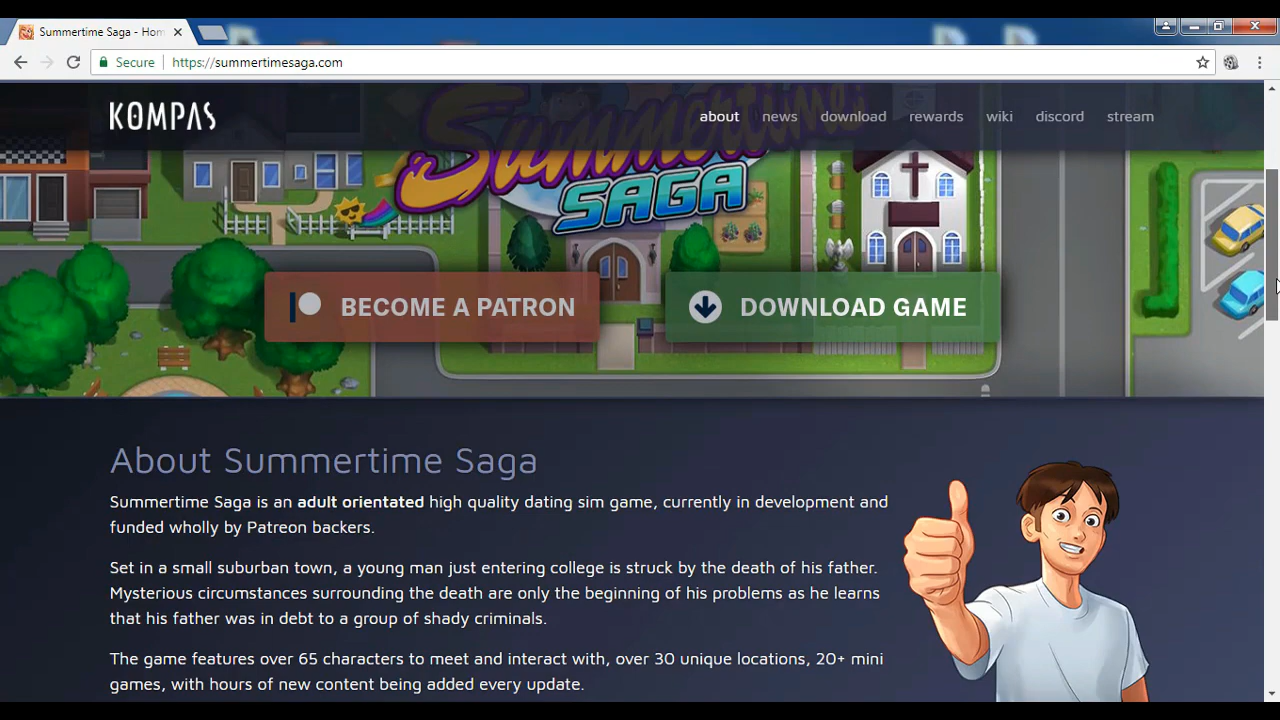 Summertime Saga - Hom
Secure
https://summertimesaga.com
KOMPAS
about
news
download
rewards
wiki
discord
stream
Summertime
SAGA
BECOME A PATRON
DOWNLOAD GAME
About Summertime Saga
Summertime Saga is an adult orientated high quality dating sim game, currently in development and
funded wholly by Patreon backers.
Set in a small suburban town, a young man just entering college is struck by the death of his father.
Mysterious circumstances surrounding the death are only the beginning of his problems as he learns
that his father was in debt to a group of shady criminals.
The game features over 65 characters to meet and interact with, over 30 unique locations, 20+ mini
games, with hours of new content being added every update.